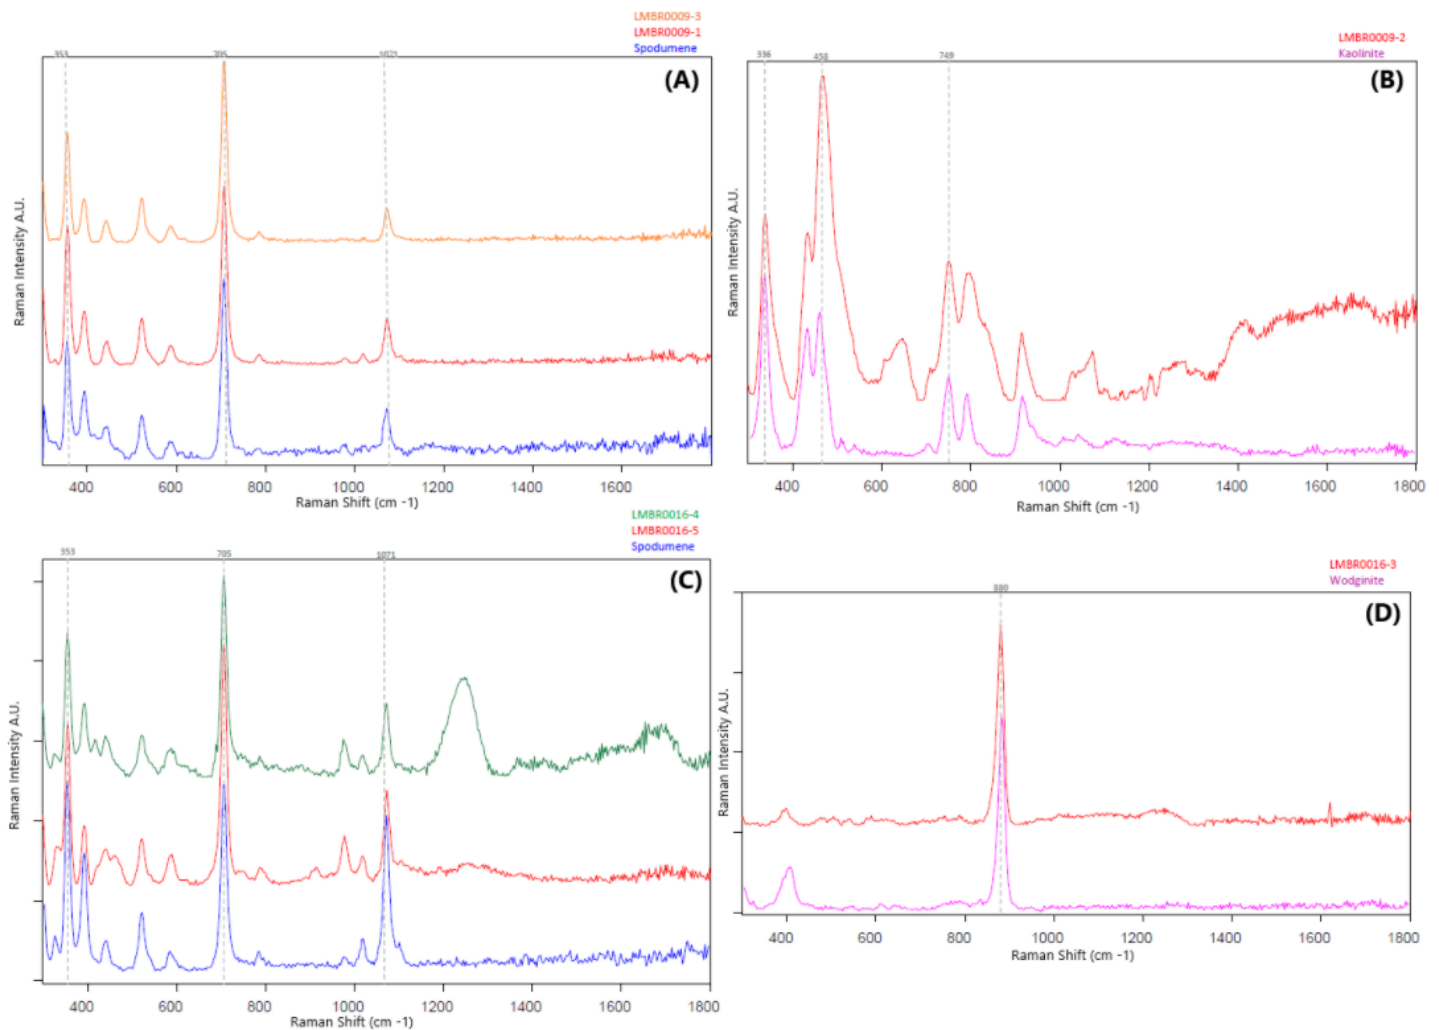 LMBR0009-3
LMBR0009-1
Spodumene
353
705
1071
(A)
Raman Intensity A.U.
400
600
800
1000
1200
1400
1600
Raman Shift (cm -1)
LMBR0009-2
Kaolinite
336
749
(B)
Raman Intensity A.U.
400
600
800
1000
1200
1400
1600
1800
Raman Shift (cm -1)
LMBR0016-4
LMBR0016-5
Spodumene
353
705
1071
(C)
Raman Intensity A.U.
400
600
800
1000
1200
1400
1600
1800
Raman Shift (cm -1)
LMBR0016-3
Wodginite
880
(D)
Raman Intensity A.U.
400
600
800
1000
1200
1400
1600
1800
Raman Shift (cm -1)